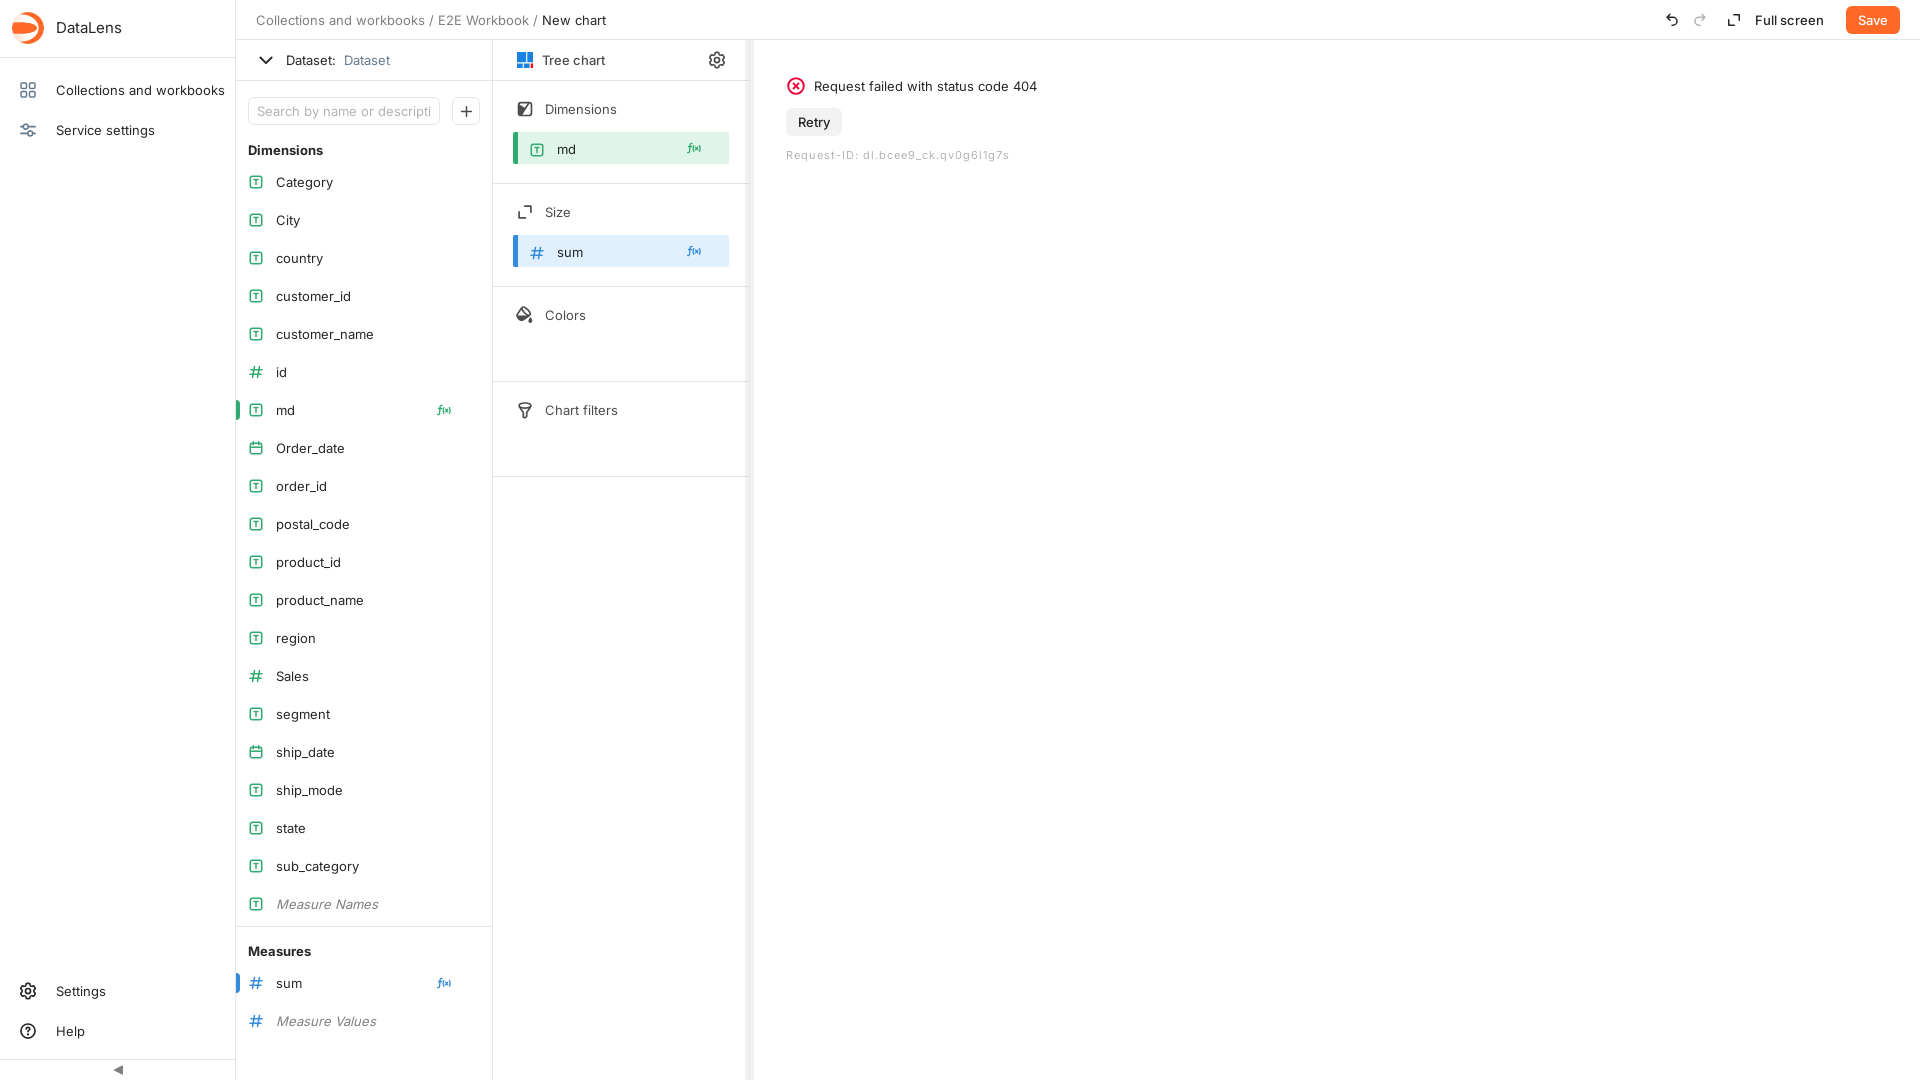 DataLens
Collections and workbooks
Service settings
Settings
Help
Collections and workbooks / E2E Workbook / New chart
Full screen
Save
Dataset: Dataset
Search by name or descripti
Dimensions
Category
City
country
customer_id
customer_name
id
md
Order_date
order_id
postal_code
product_id
product_name
region
Sales
segment
ship_date
ship_mode
state
sub_category
Measure Names
Measures
sum
Measure Values
Tree chart
Dimensions
md
Size
sum
Colors
Chart filters
Request failed with status code 404
Retry
Request-ID: dl.bcee9_ck.qv0g6l1g7s